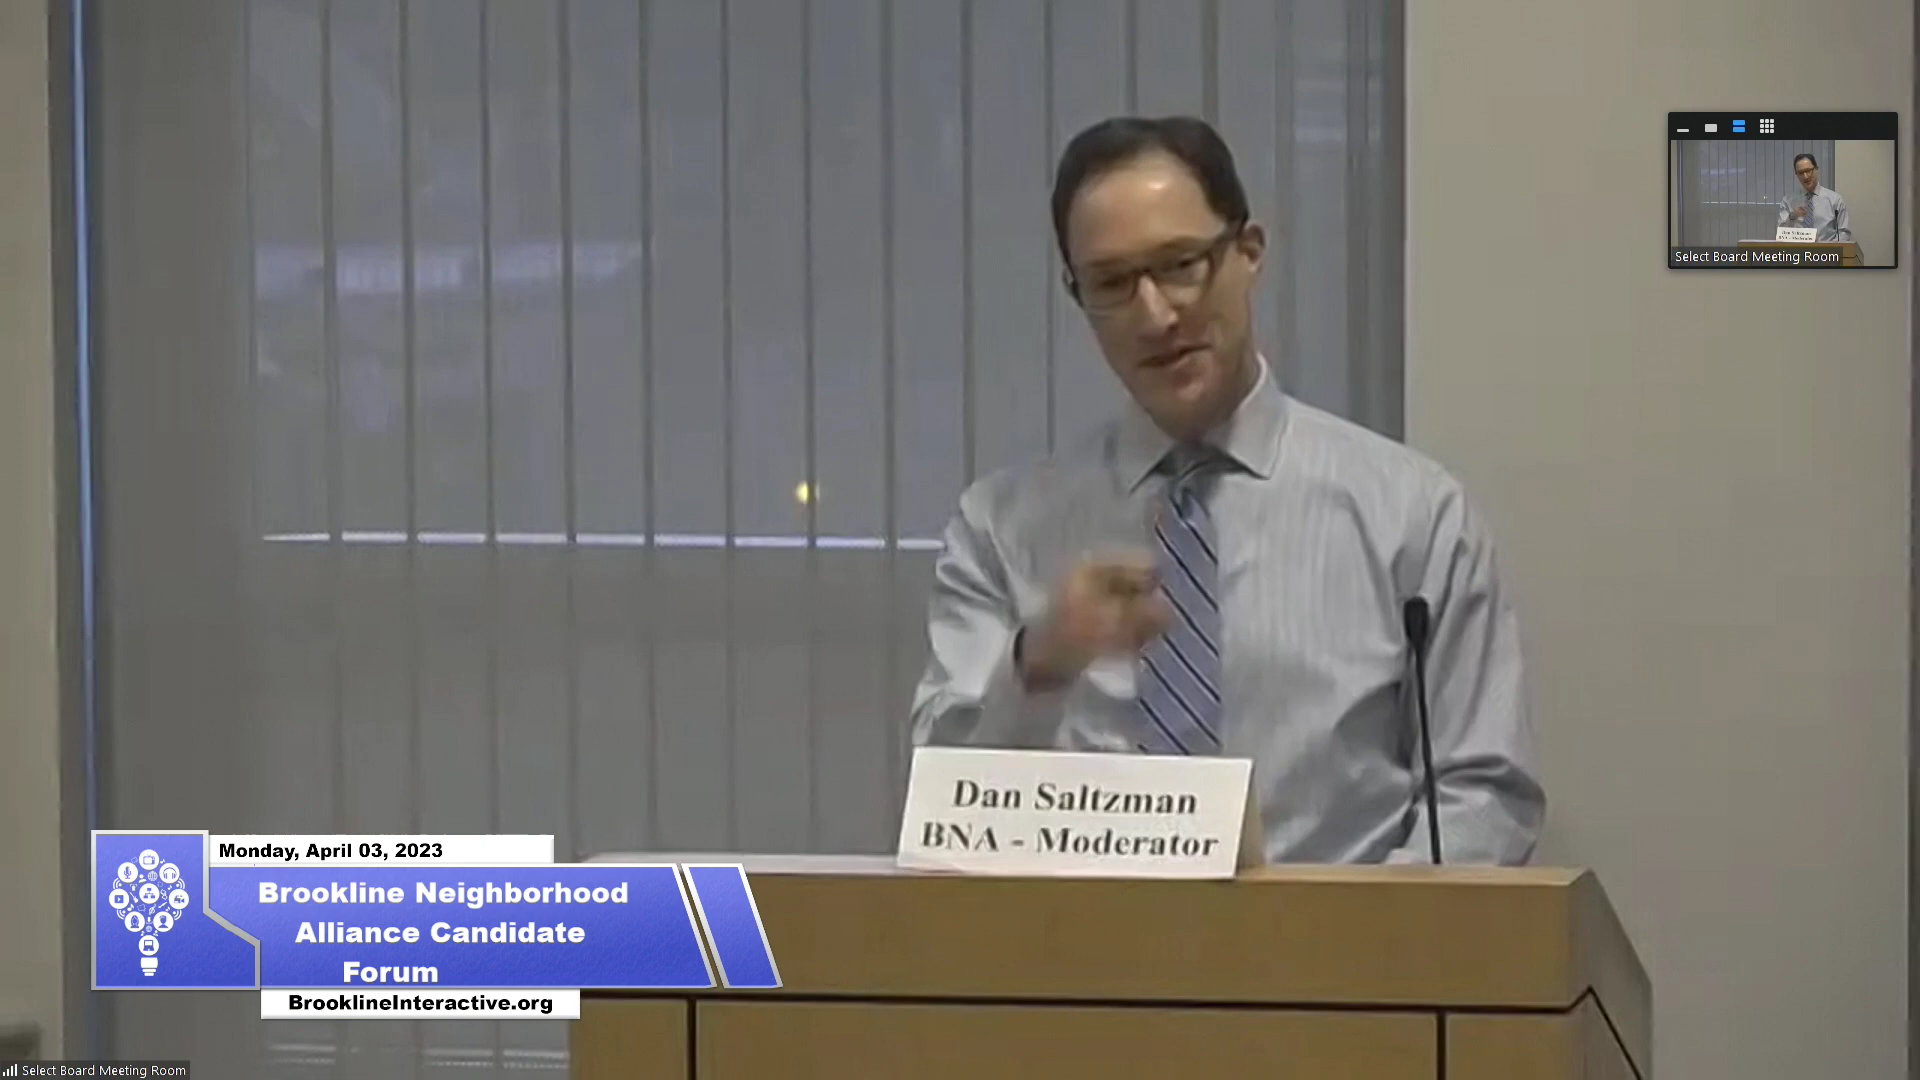 Select Board Meeting Room
Dan Saltzman
BNA - Moderator
Monday, April 03, 2023
Brookline Neighborhood
Alliance Candidate
Forum
BrooklineInteractive.org
Select Board Meeting Room